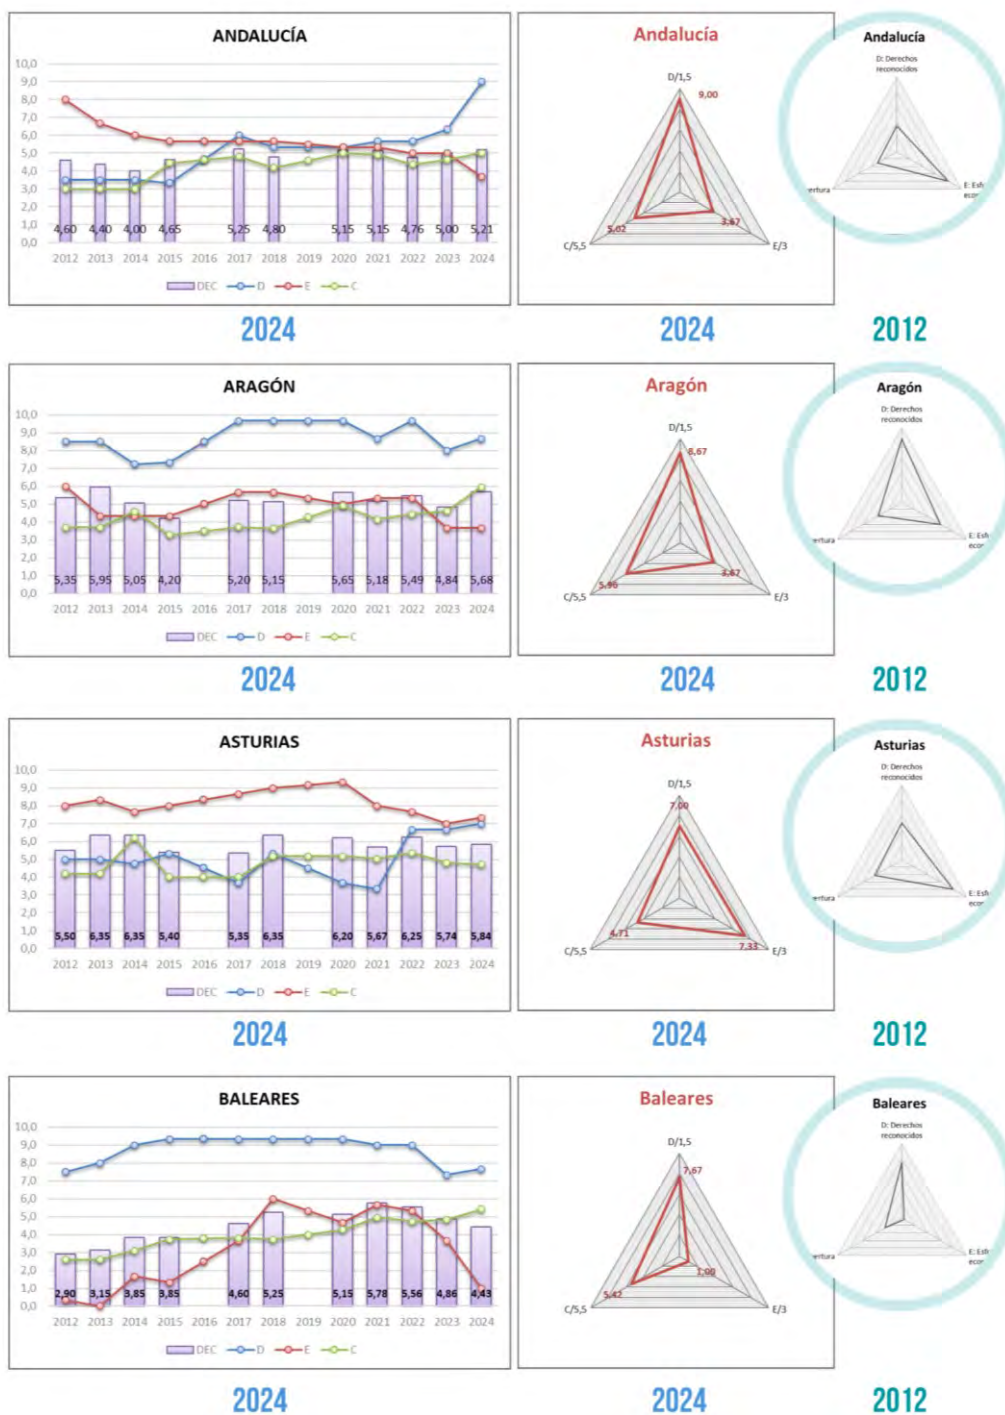 ANDALUCÍA
10,0
9,0
8,0
7,0
6,0
5,0
4,0
3,0
2,0
1,0
0,0
4,60 4,40 4,00 4,65 5,25 4,80 5,15 5,15 4,76 5,00 5,21
2012 2013 2014 2015 2016 2017 2018 2019 2020 2021 2022 2023 2024
DEC D E C
2024
Andalucía
D/1,5
9,00
5,02
3,67
C/5,5
E/3
2024
Andalucía
D: Derechos
reconocidos
ertura
E: Esf
econ
2012
ARAGÓN
10,0
9,0
8,0
7,0
6,0
5,0
4,0
3,0
2,0
1,0
0,0
5,35 5,95 5,05 4,20 5,20 5,15 5,65 5,18 5,49 4,84 5,68
2012 2013 2014 2015 2016 2017 2018 2019 2020 2021 2022 2023 2024
DEC D E C
2024
Aragón
D/1,5
8,67
5,96
3,67
C/5,5
E/3
2024
Aragón
D: Derechos
reconocidos
ertura
E: Esf
econ
2012
ASTURIAS
10,0
9,0
8,0
7,0
6,0
5,0
4,0
3,0
2,0
1,0
0,0
5,50 6,35 6,35 5,40 5,35 6,35 6,20 5,67 6,25 5,74 5,84
2012 2013 2014 2015 2016 2017 2018 2019 2020 2021 2022 2023 2024
DEC D E C
2024
Asturias
D/1,5
7,00
4,71
7,33
C/5,5
E/3
2024
Asturias
D: Derechos
reconocidos
ertura
E: Esf
econ
2012
BALEARES
10,0
9,0
8,0
7,0
6,0
5,0
4,0
3,0
2,0
1,0
0,0
2,90 3,15 3,85 3,85 4,60 5,25 5,15 5,78 5,56 4,86 4,43
2012 2013 2014 2015 2016 2017 2018 2019 2020 2021 2022 2023 2024
DEC D E C
2024
Baleares
D/1,5
7,67
1,00
5,42
C/5,5
E/3
2024
Baleares
D: Derechos
reconocidos
ertura
E: Esf
econ
2012